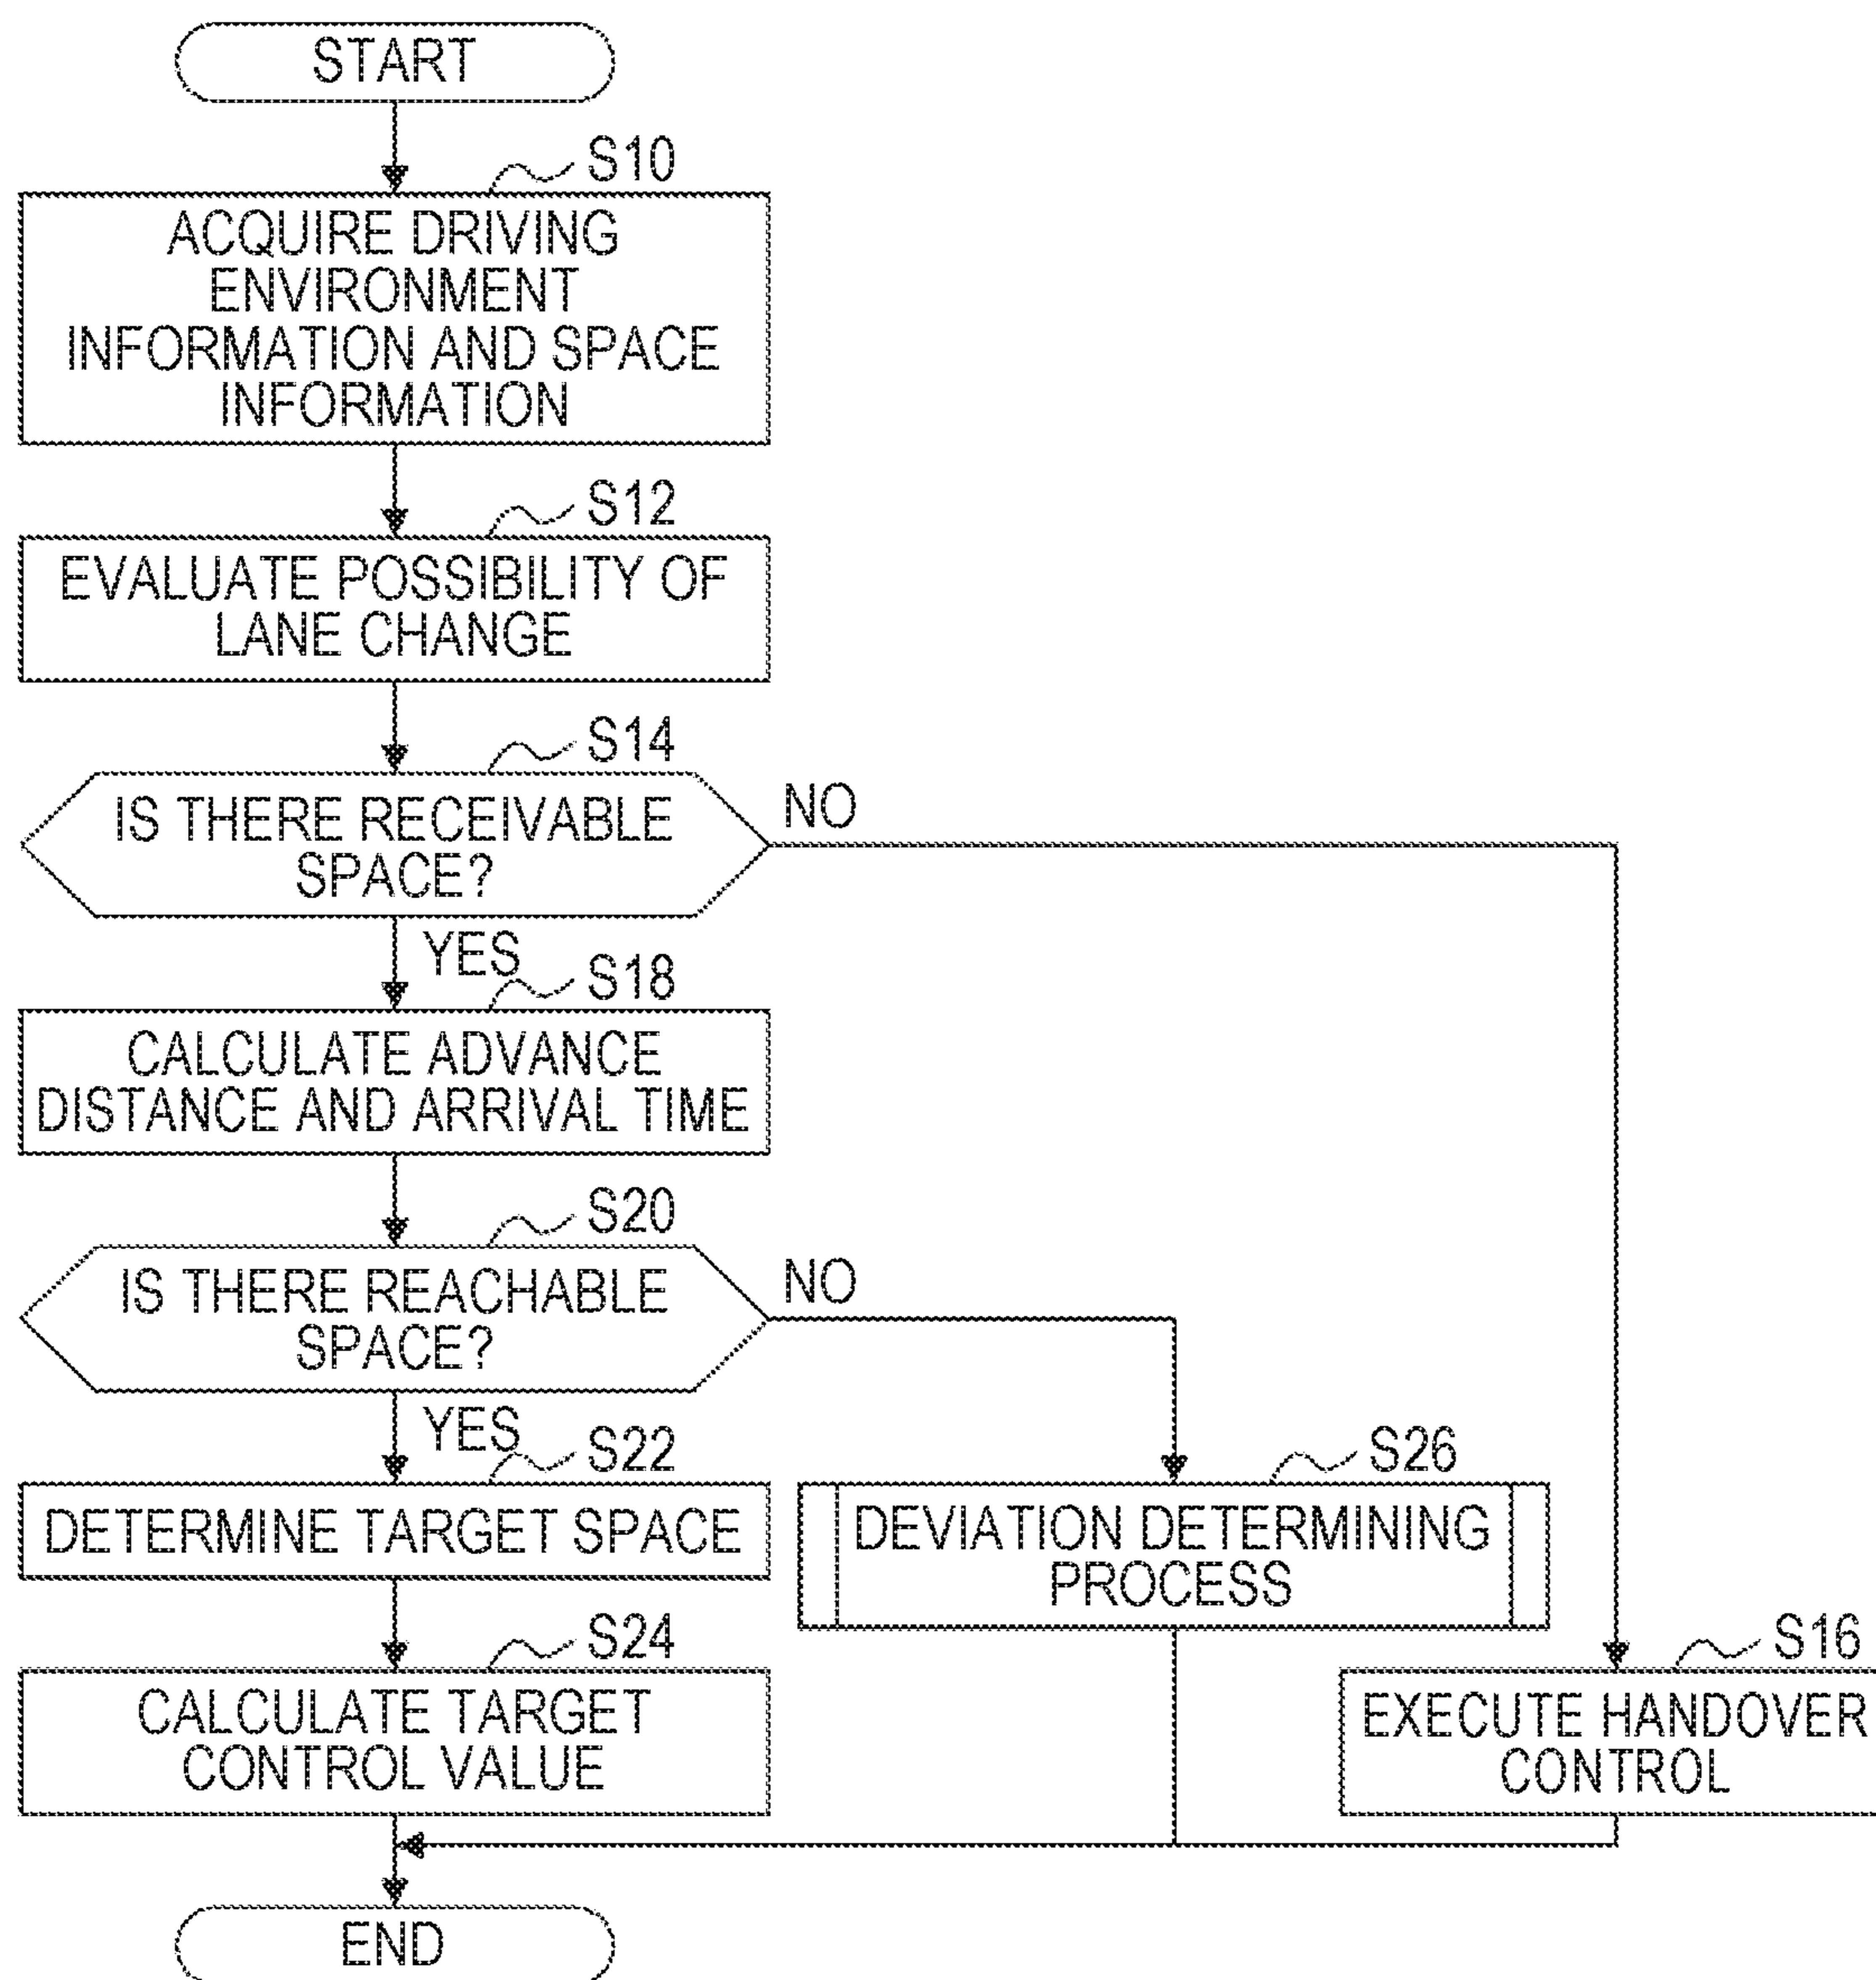 START
S10
ACQUIRE DRIVING
ENVIRONMENT
INFORMATION AND SPACE
INFORMATION
S12
EVALUATE POSSIBILITY OF
LANE CHANGE
S14
IS THERE RECEIVABLE
SPACE?
NO
YES
S18
CALCULATE ADVANCE
DISTANCE AND ARRIVAL TIME
S20
IS THERE REACHABLE
SPACE?
NO
YES
S22
DETERMINE TARGET SPACE
S26
DEVIATION DETERMINING
PROCESS
S24
CALCULATE TARGET
CONTROL VALUE
S16
EXECUTE HANDOVER
CONTROL
END